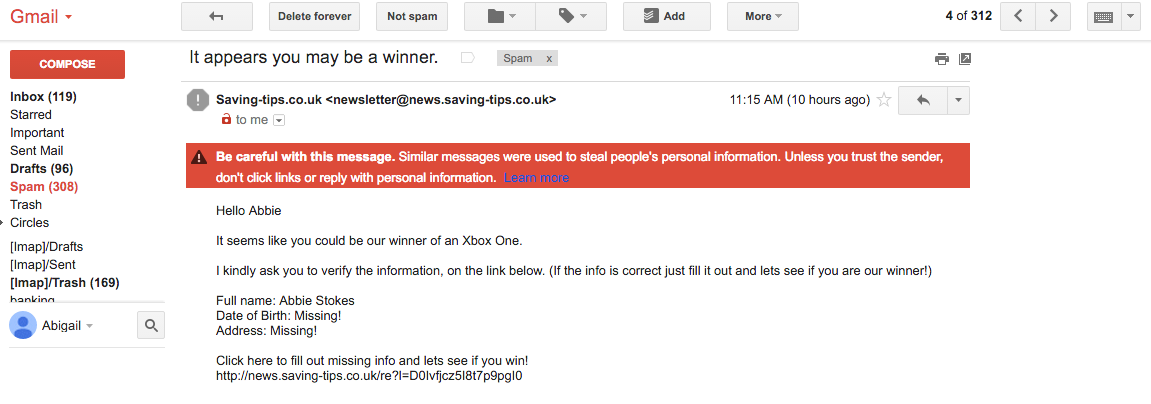 Gmail
Delete forever
Not spam
Add
More
4 of 312
COMPOSE
It appears you may be a winner.
Spam x
Inbox (119)
Starred
Important
Sent Mail
Drafts (96)
Spam (308)
Trash
Circles
[Imap]/Drafts
[Imap]/Sent
[Imap]/Trash (169)
banking
Abigail
Saving-tips.co.uk <newsletter@news.saving-tips.co.uk>
11:15 AM (10 hours ago)
to me
Be careful with this message. Similar messages were used to steal people's personal information. Unless you trust the sender,
don't click links or reply with personal information. Learn more
Hello Abbie
It seems like you could be our winner of an Xbox One.
I kindly ask you to verify the information, on the link below. (If the info is correct just fill it out and lets see if you are our winner!)
Full name: Abbie Stokes
Date of Birth: Missing!
Address: Missing!
Click here to fill out missing info and lets see if you win!
http://news.saving-tips.co.uk/re?l=D0Ivfjcz5I8t7p9pgI0